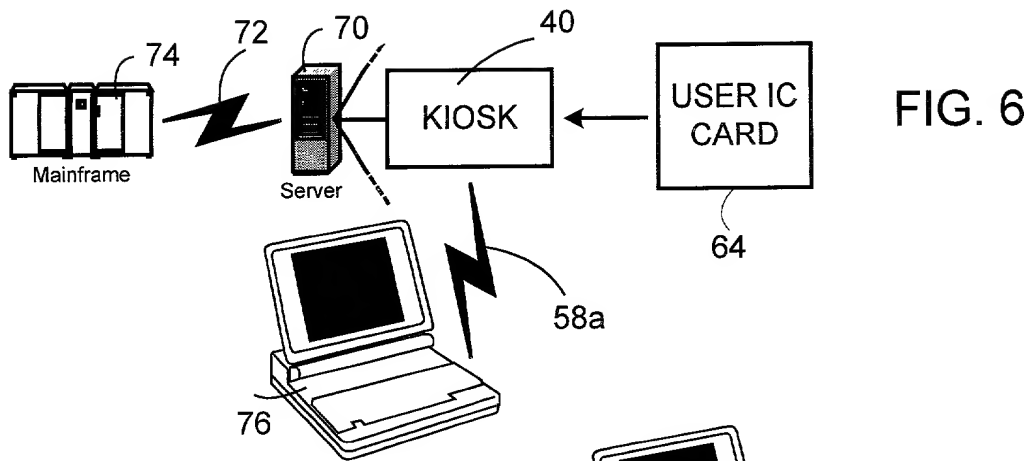 74
72
70
40
KIOSK
USER IC
CARD
FIG. 6
Mainframe
Server
64
58a
76